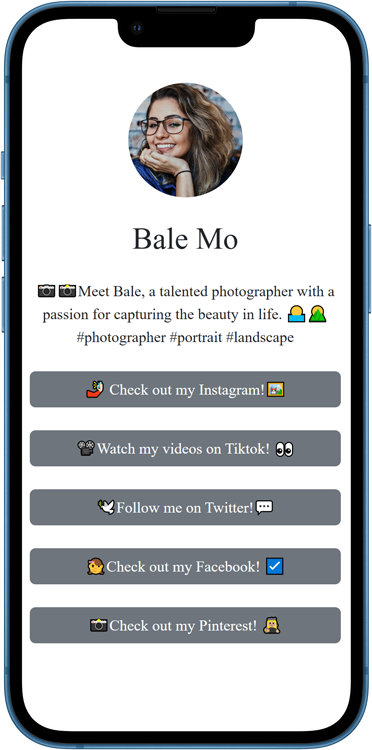 Bale Mo
📷📸Meet Bale, a talented photographer with a
passion for capturing the beauty in life. 🌅🌄
#photographer #portrait #landscape
🤳 Check out my Instagram!🖼️
📽️Watch my videos on Tiktok! 👀
🕊️Follow me on Twitter!💬
👧Check out my Facebook! ☑️
📷Check out my Pinterest! 🙈